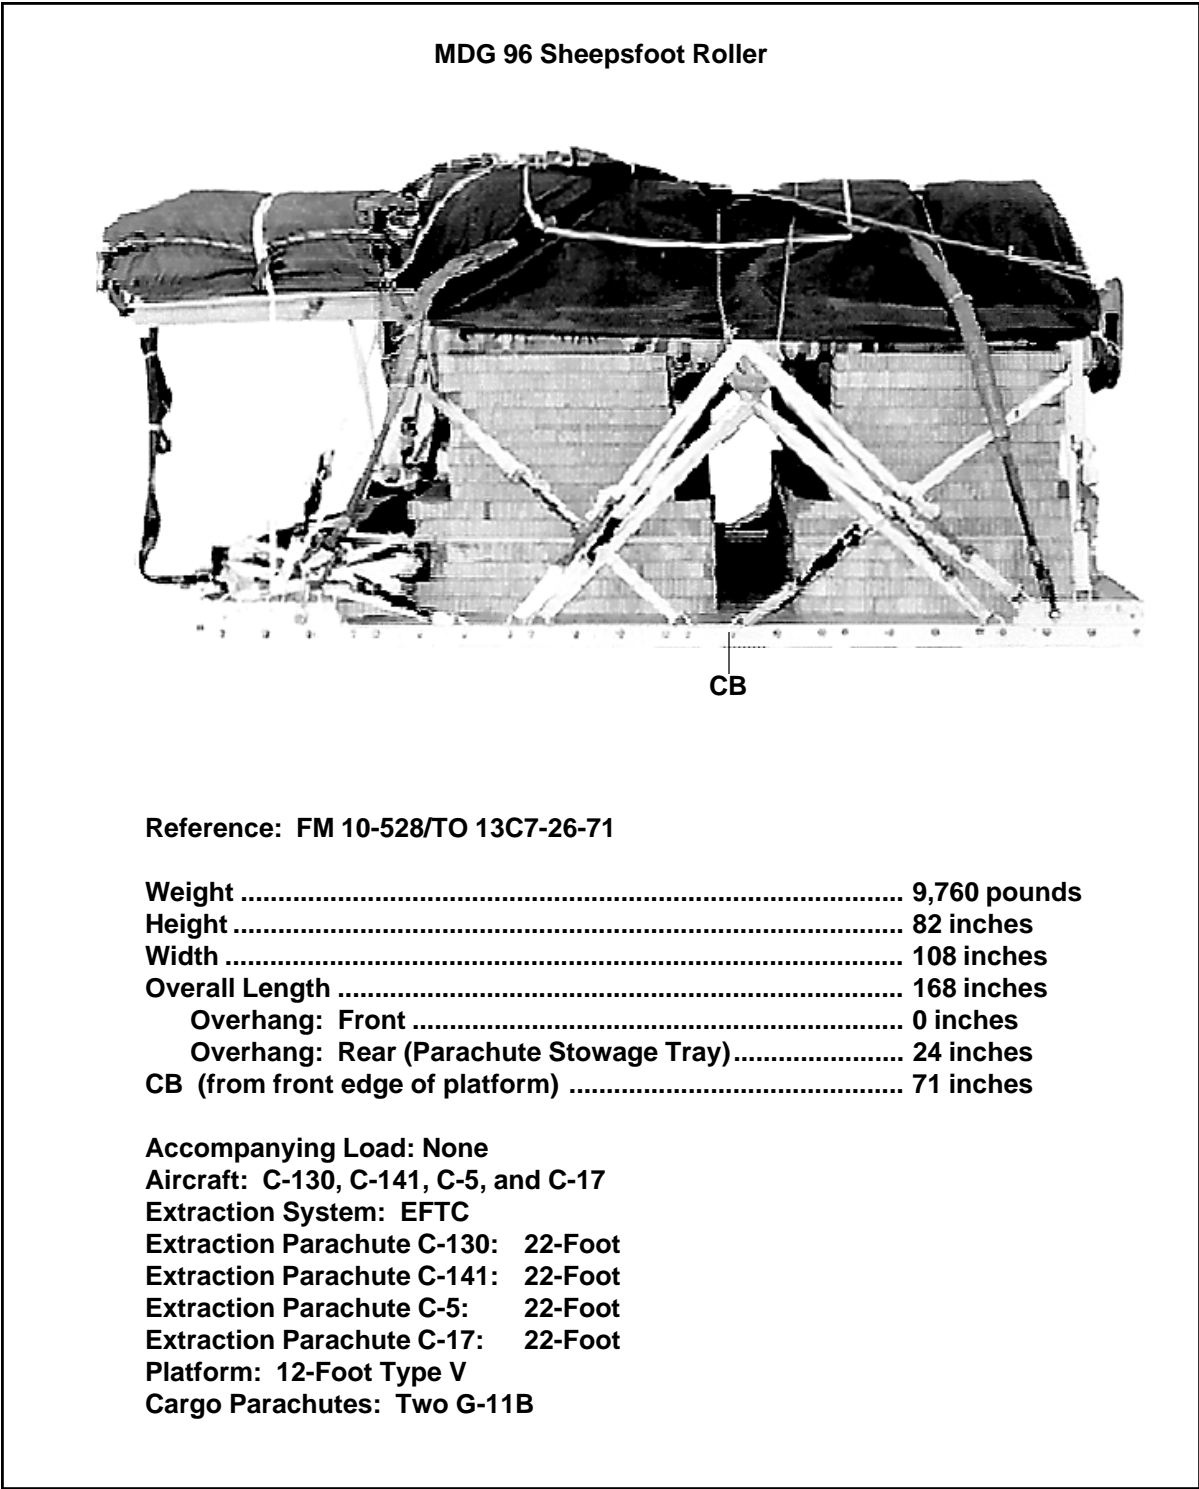 MDG 96 Sheepsfoot Roller
CB
Reference: FM 10-528/TO 13C7-26-71
Weight ......................................................................................... 9,760 pounds
Height .......................................................................................... 82 inches
Width ........................................................................................... 108 inches
Overall Length ............................................................................ 168 inches
Overhang: Front .................................................................. 0 inches
Overhang: Rear (Parachute Stowage Tray)....................... 24 inches
CB (from front edge of platform) ............................................. 71 inches
Accompanying Load: None
Aircraft: C-130, C-141, C-5, and C-17
Extraction System: EFTC
Extraction Parachute C-130: 22-Foot
Extraction Parachute C-141: 22-Foot
Extraction Parachute C-5: 22-Foot
Extraction Parachute C-17: 22-Foot
Platform: 12-Foot Type V
Cargo Parachutes: Two G-11B